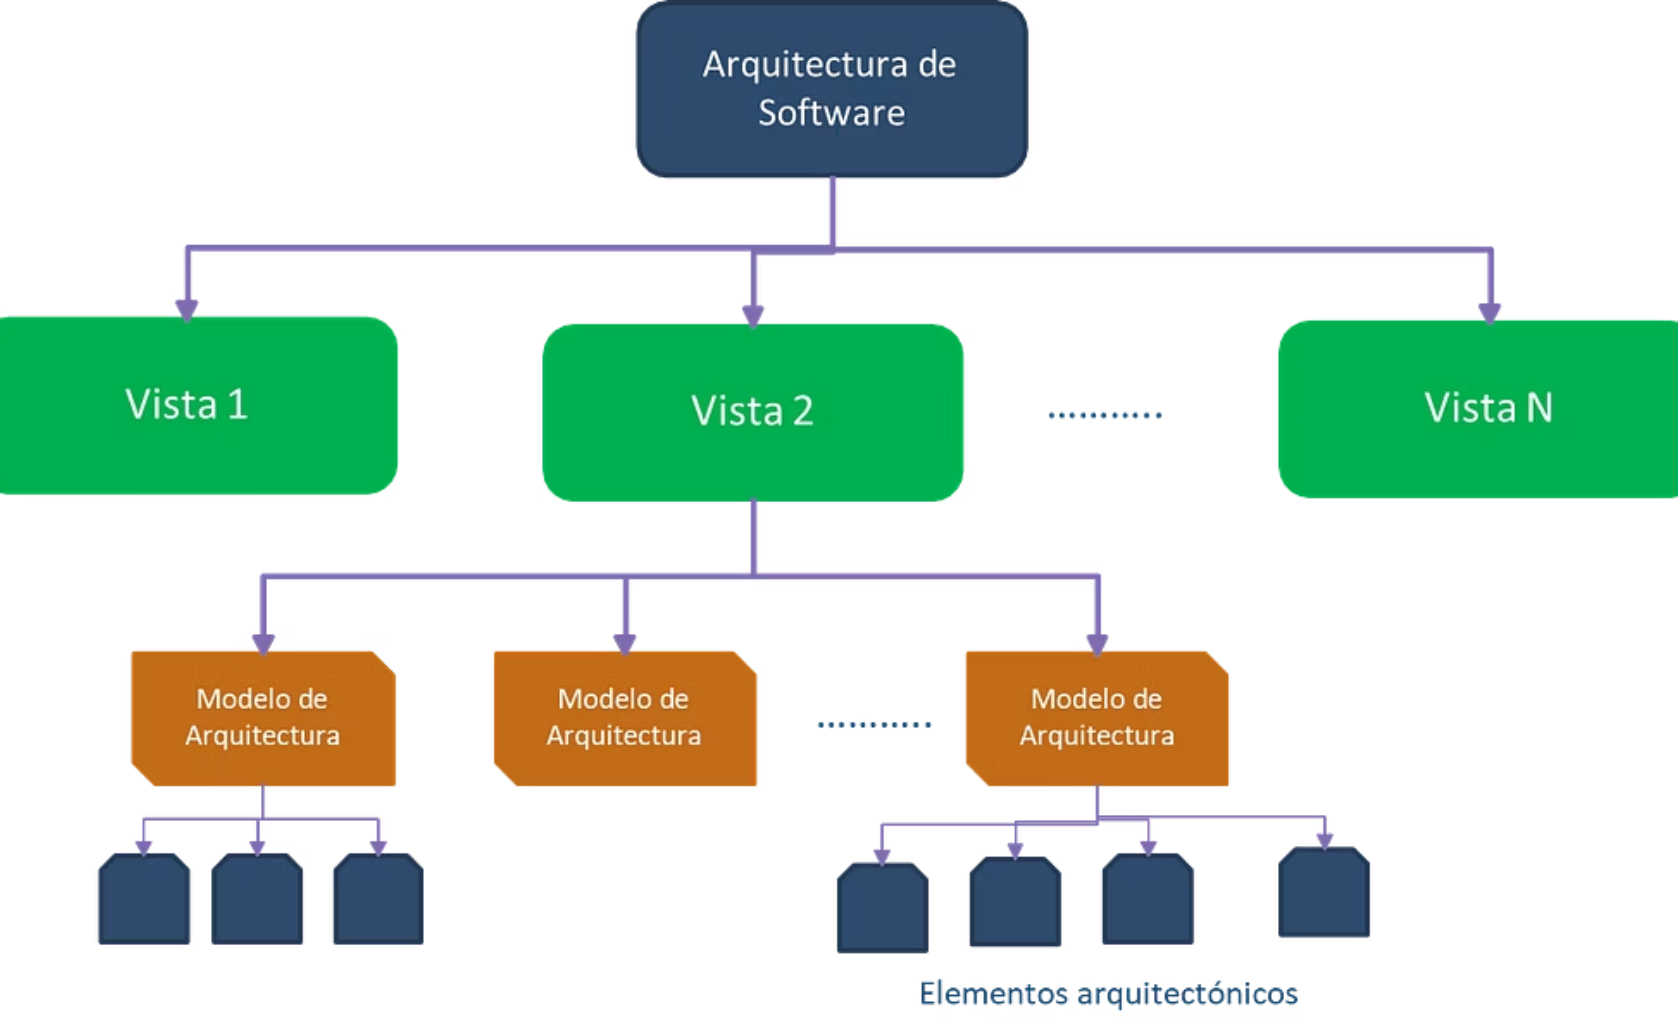 Arquitectura de
Software
Vista 1
Vista 2
...........
Vista N
Modelo de
Arquitectura
Modelo de
Arquitectura
...........
Modelo de
Arquitectura
Elementos arquitectónicos